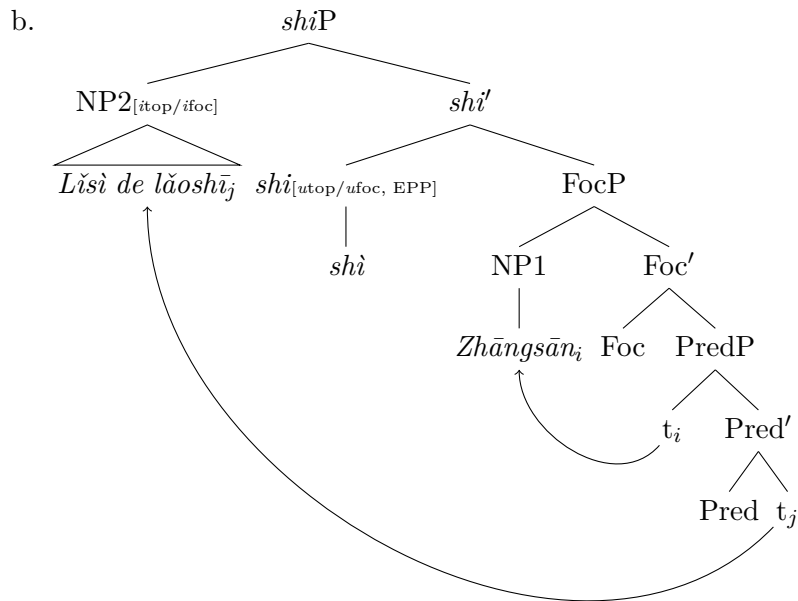 b.
shiP
NP2[itop/ifoc] shi′
Lǐsì de lǎoshī_j shi[utop/ufoc, EPP] FocP
shì NP1 Foc′
Zhāngsān_i Foc PredP
t_i Pred′
Pred t_j